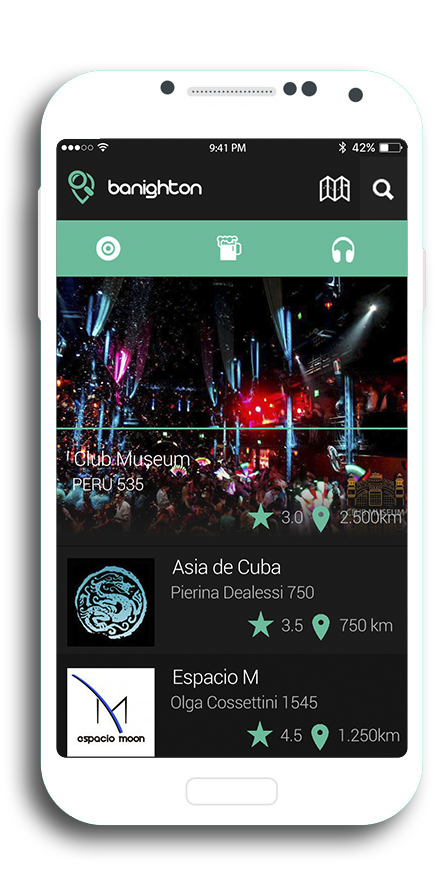 9:41 PM
42%
banighton
Club Museum
PERÚ 535
3.0 2.500km
Asia de Cuba
Pierina Dealessi 750
3.5 750 km
Espacio M
Olga Cossettini 1545
4.5 1.250km
M
espacio moon